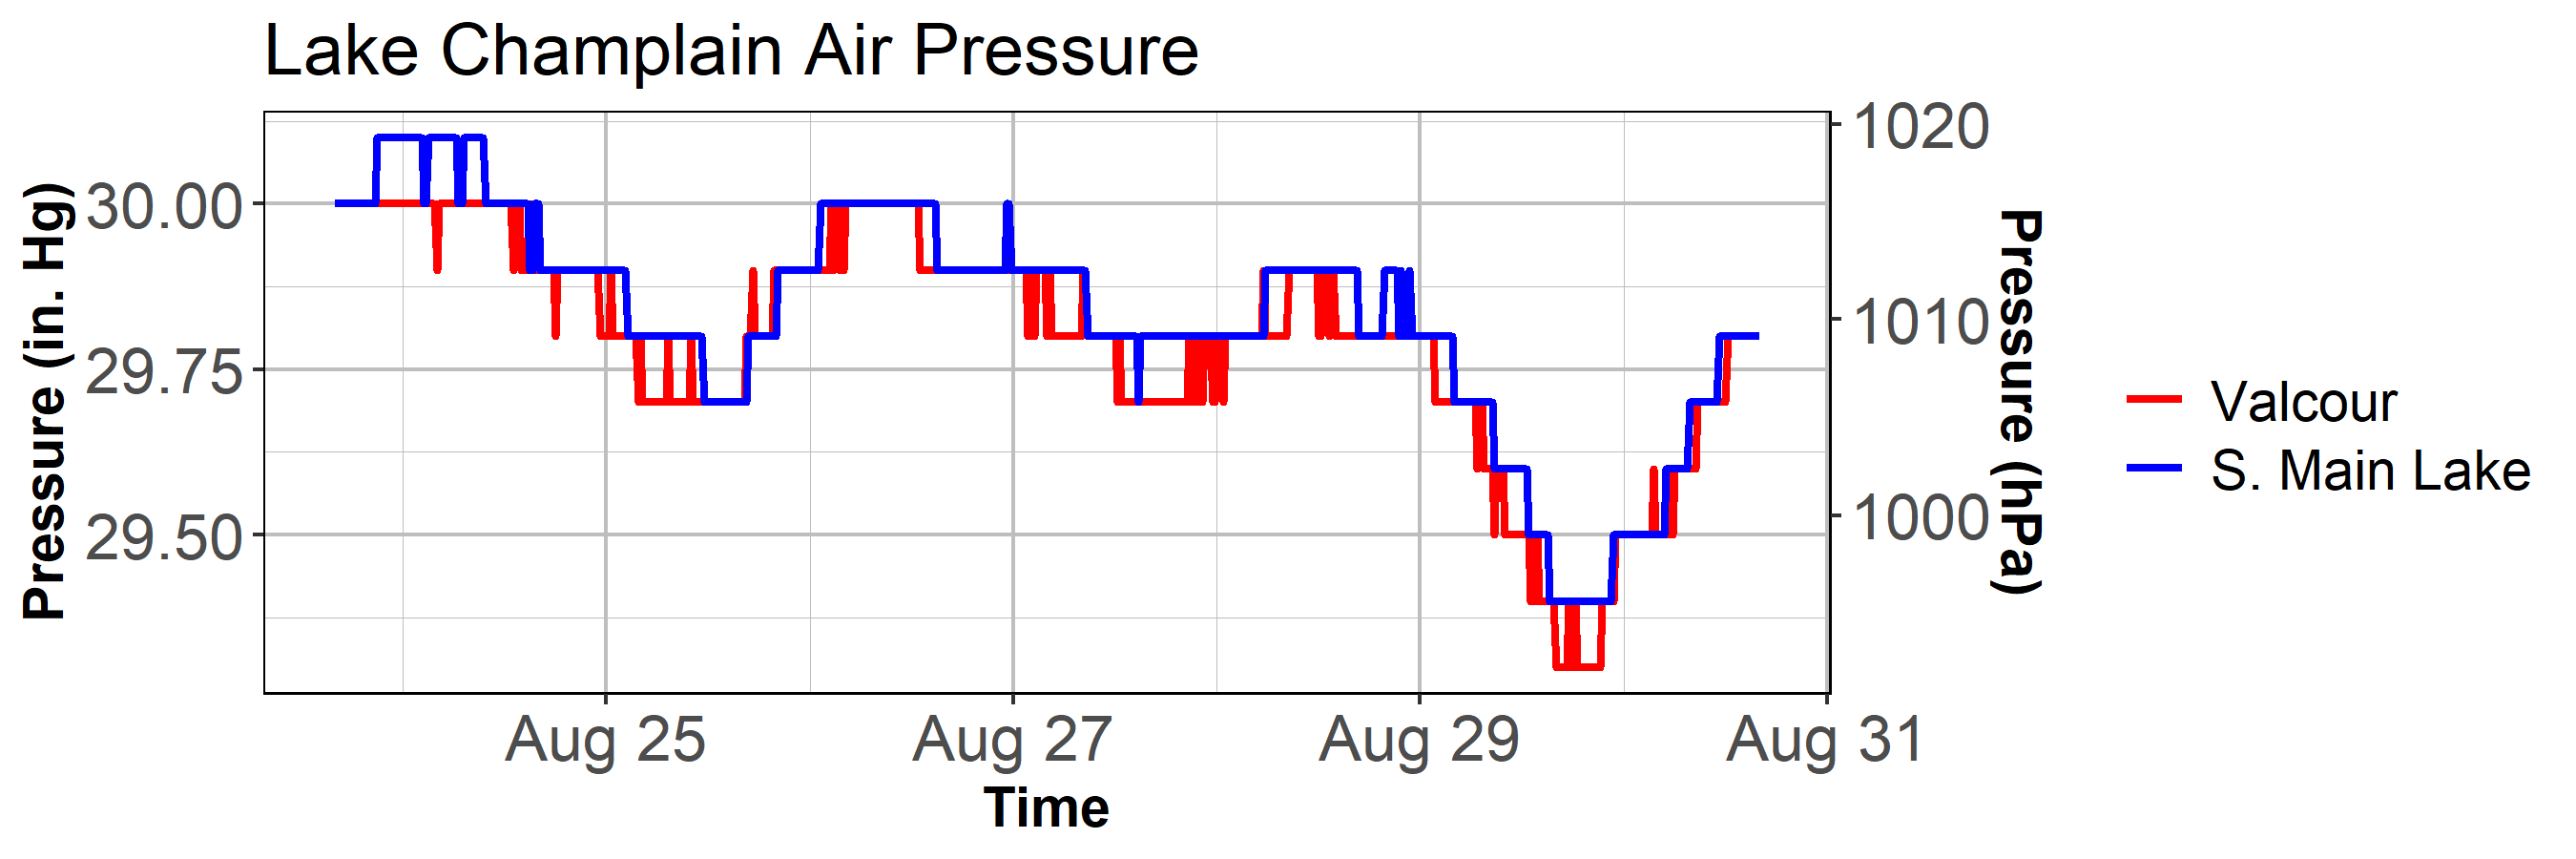 Lake Champlain Air Pressure
Pressure (in. Hg)
30.00
29.75
29.50
1020
1010
1000
Pressure (hPa)
Aug 25
Aug 27
Aug 29
Aug 31
Time
Valcour
S. Main Lake